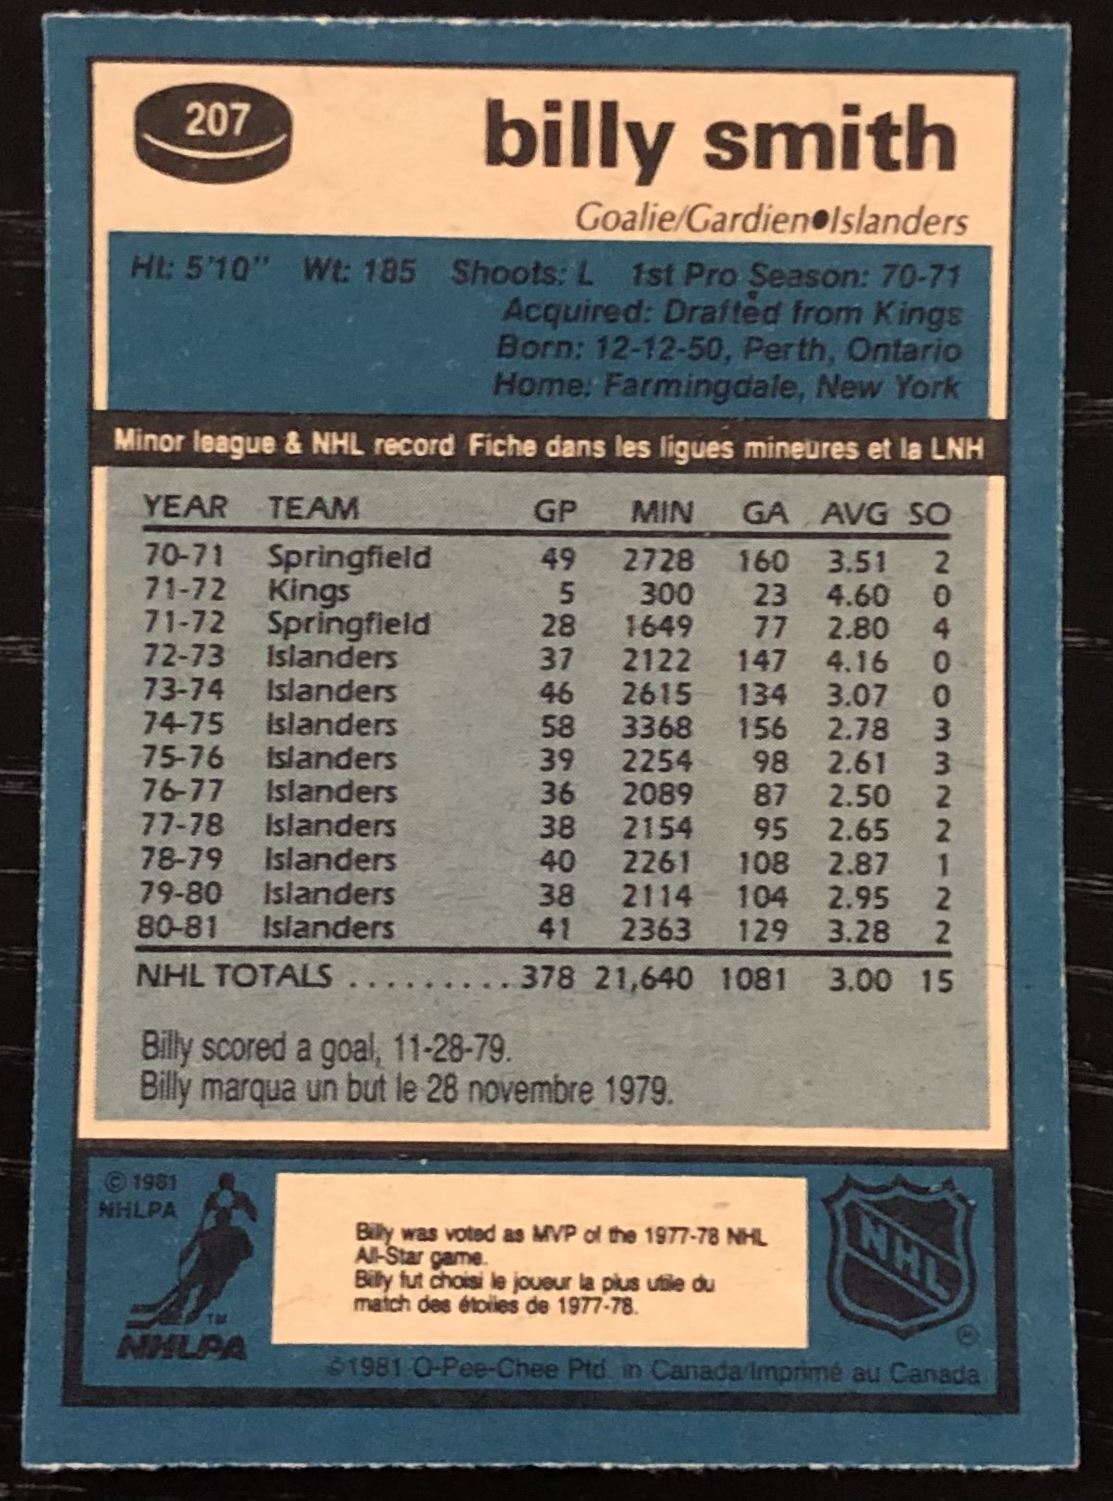 207
billy smith
Goalie/Gardien●Islanders
Ht: 5'10" Wt: 185 Shoots: L 1st Pro Season: 70-71
Acquired: Drafted from Kings
Born: 12-12-50, Perth, Ontario
Home: Farmingdale, New York
Minor league & NHL record Fiche dans les ligues mineures et la LNH
YEAR TEAM GP MIN GA AVG SO
70-71 Springfield 49 2728 160 3.51 2
71-72 Kings 5 300 23 4.60 0
71-72 Springfield 28 1649 77 2.80 4
72-73 Islanders 37 2122 147 4.16 0
73-74 Islanders 46 2615 134 3.07 0
74-75 Islanders 58 3368 156 2.78 3
75-76 Islanders 39 2254 98 2.61 3
76-77 Islanders 36 2089 87 2.50 2
77-78 Islanders 38 2154 95 2.65 2
78-79 Islanders 40 2261 108 2.87 1
79-80 Islanders 38 2114 104 2.95 2
80-81 Islanders 41 2363 129 3.28 2
NHL TOTALS .......... 378 21,640 1081 3.00 15
Billy scored a goal, 11-28-79.
Billy marqua un but le 28 novembre 1979.
© 1981
NHLPA
Billy was voted as MVP of the 1977-78 NHL
All-Star game.
Billy fut choisi le joueur la plus utile du
match des étoiles de 1977-78.
TM
NHLPA
NHL
®
©1981 O-Pee-Chee Ptd. in Canada/Imprimé au Canada